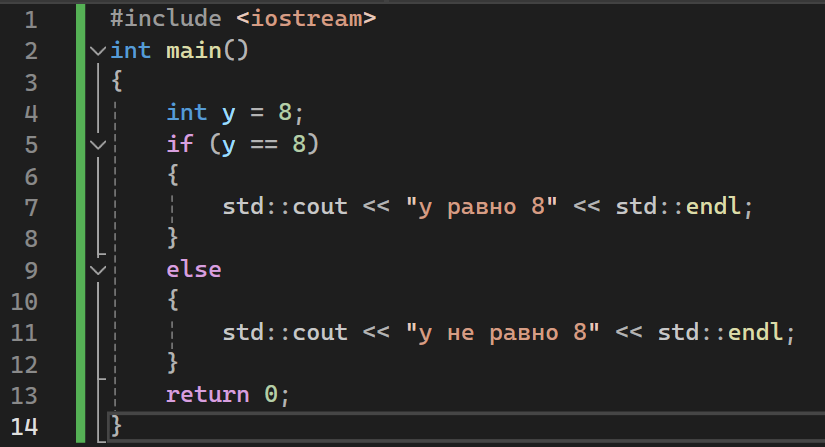 1 #include <iostream>
2 int main()
3 {
4     int y = 8;
5     if (y == 8)
6     {
7         std::cout << "y равно 8" << std::endl;
8     }
9     else
10     {
11         std::cout << "y не равно 8" << std::endl;
12     }
13     return 0;
14 }